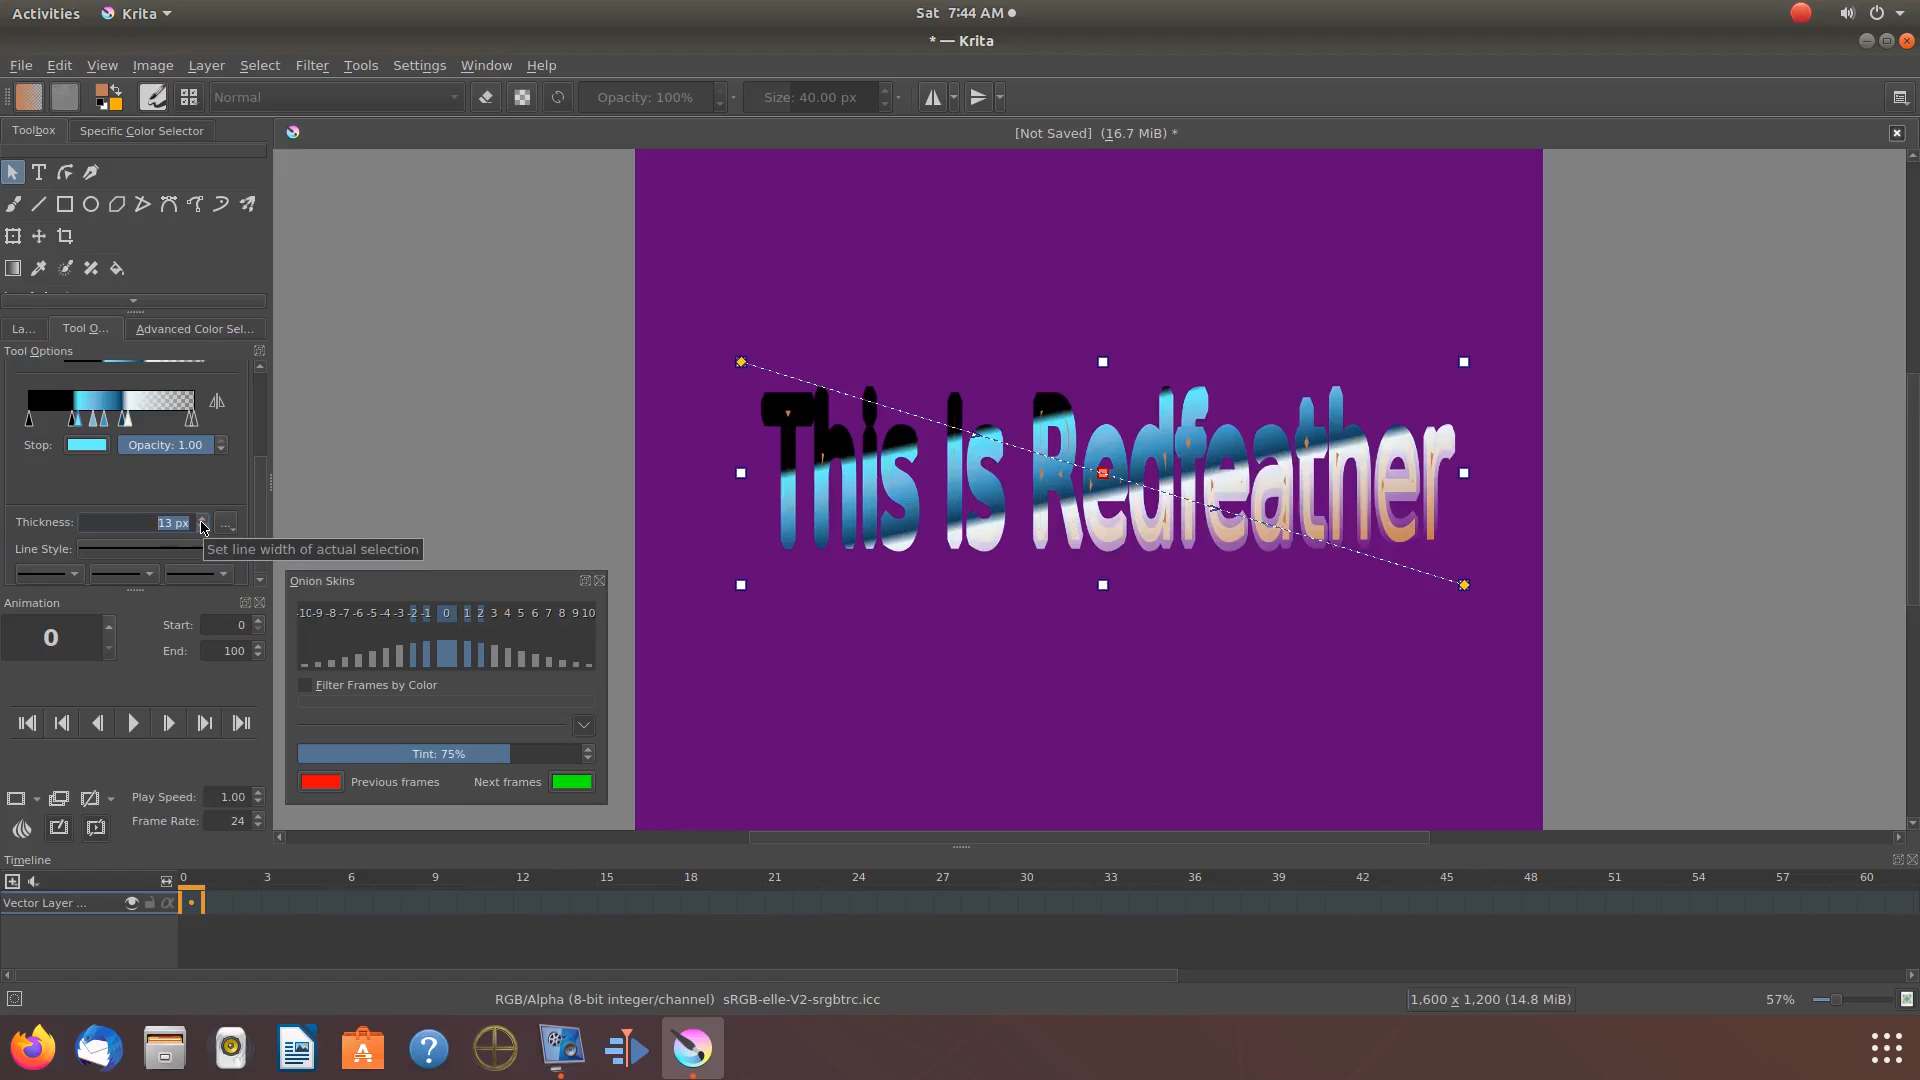 Activities Krita Sat 7:44 AM
* — Krita
File Edit View Image Layer Select Filter Tools Settings Window Help
Normal Opacity: 100% Size: 40.00 px
Toolbox Specific Color Selector [Not Saved] (16.7 MiB) *
La... Tool O... Advanced Color Sel...
Tool Options
Stop: Opacity: 1.00
Thickness: 13 px ...
Line Style:
Set line width of actual selection
This Is Redfeather
Onion Skins
-10 -9 -8 -7 -6 -5 -4 -3 -2 -1 0 1 2 3 4 5 6 7 8 9 10
Filter Frames by Color
Tint: 75%
Previous frames Next frames
Animation
0 Start: 0
End: 100
Play Speed: 1.00
Frame Rate: 24
Timeline
0 3 6 9 12 15 18 21 24 27 30 33 36 39 42 45 48 51 54 57 60
Vector Layer ...
RGB/Alpha (8-bit integer/channel) sRGB-elle-V2-srgbtrc.icc 1,600 x 1,200 (14.8 MiB) 57%